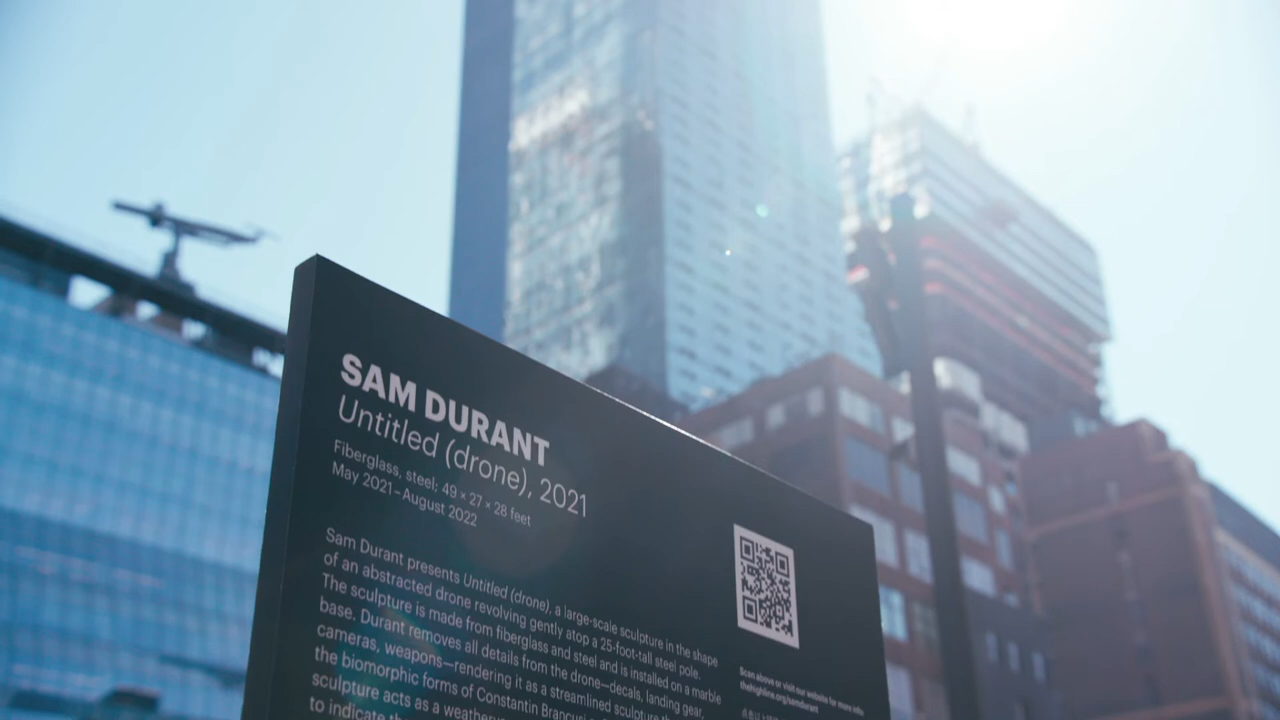 SAM DURANT
Untitled (drone), 2021
Fiberglass, steel; 49 × 27 × 28 feet
May 2021–August 2022
Sam Durant presents Untitled (drone), a large-scale sculpture in the shape
of an abstracted drone revolving gently atop a 25-foot-tall steel pole.
The sculpture is made from fiberglass and steel and is installed on a marble
base. Durant removes all details from the drone—decals, landing gear,
cameras, weapons—rendering it as a streamlined sculpture
the biomorphic forms of Constantin Brancusi
sculpture acts as a
to indicate
Scan above or visit our website for more info
thehighline.org/samdurant